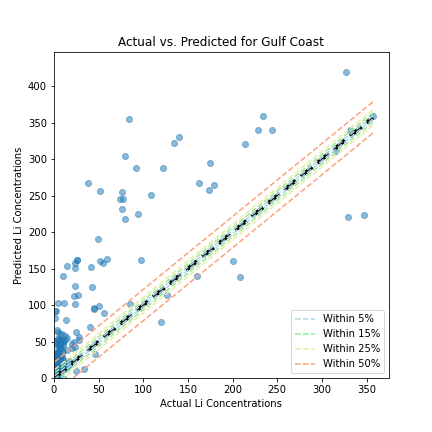 Actual vs. Predicted for Gulf Coast
Predicted Li Concentrations
400
350
300
250
200
150
100
50
0
0 50 100 150 200 250 300 350
Actual Li Concentrations
Within 5%
Within 15%
Within 25%
Within 50%